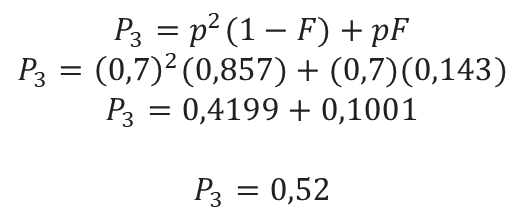 P₃ = p²(1 − F) + pF
P₃ = (0,7)²(0,857) + (0,7)(0,143)
P₃ = 0,4199 + 0,1001
P₃ = 0,52